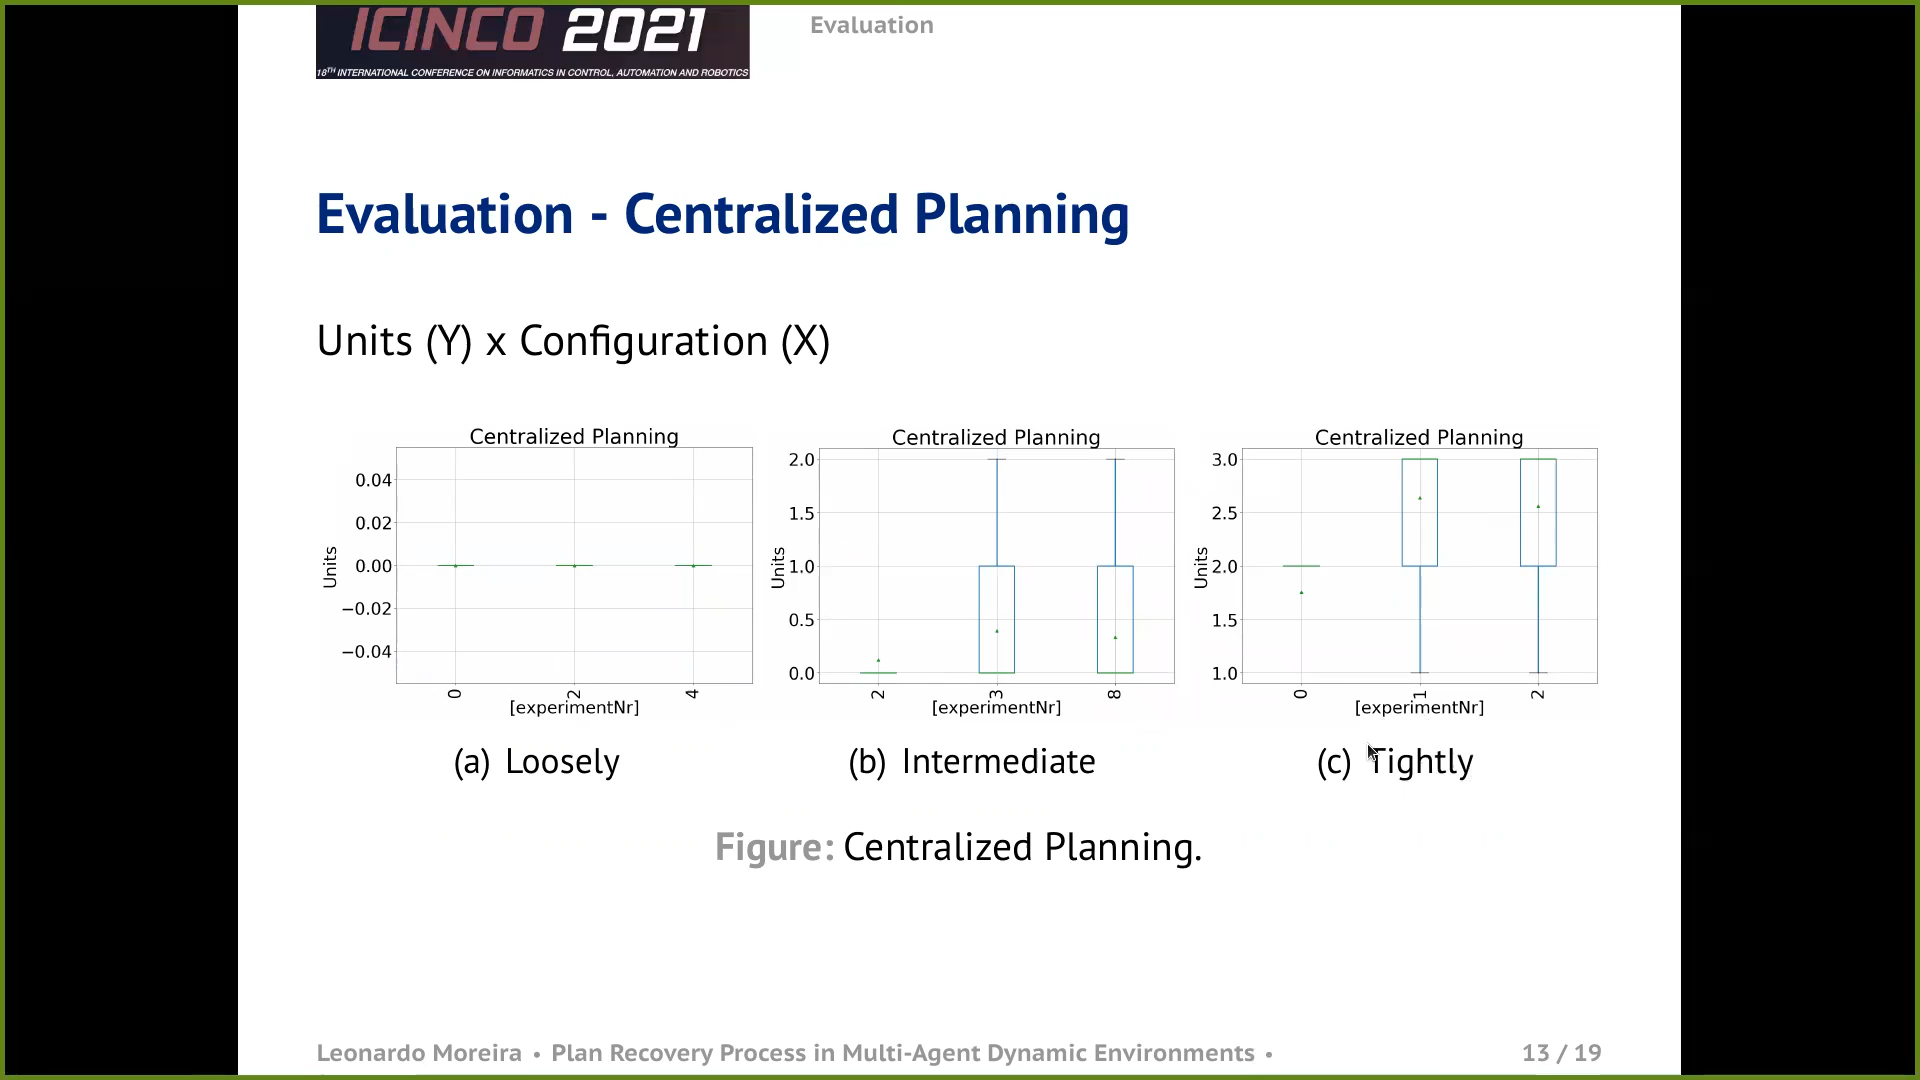 ICINCO 2021
18TH INTERNATIONAL CONFERENCE ON INFORMATICS IN CONTROL, AUTOMATION AND ROBOTICS
Evaluation
Evaluation - Centralized Planning
Units (Y) x Configuration (X)
Centralized Planning
0.04
0.02
0.00
−0.02
−0.04
Units
0 2 4
[experimentNr]
(a) Loosely
Centralized Planning
2.0
1.5
1.0
0.5
0.0
Units
2 3 8
[experimentNr]
(b) Intermediate
Centralized Planning
3.0
2.5
2.0
1.5
1.0
Units
0 1 2
[experimentNr]
(c) Tightly
Figure: Centralized Planning.
Leonardo Moreira • Plan Recovery Process in Multi-Agent Dynamic Environments •
13 / 19